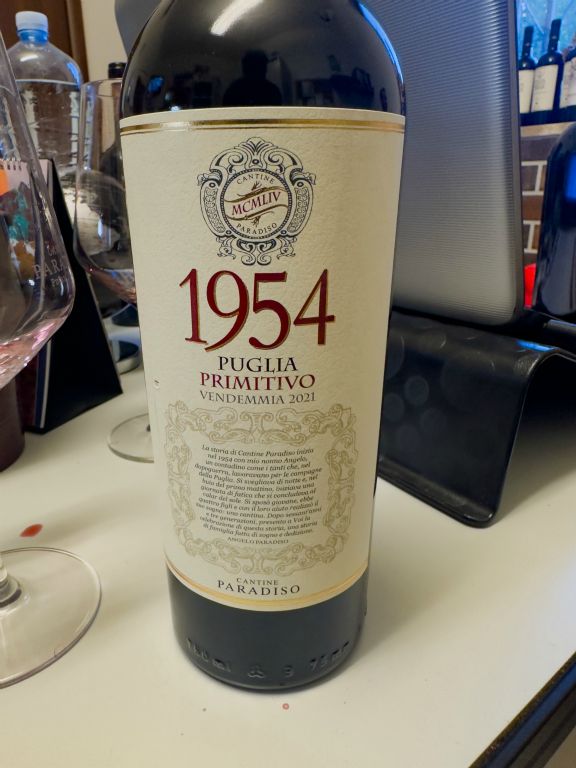 CANTINE
MCMLIV
PARADISO
1954
PUGLIA
PRIMITIVO
VENDEMMIA 2021
La storia di Cantine Paradiso inizia
nel 1954 con mio nonno Angelo,
un contadino come i tanti che, nel
dopoguerra, lavoravano per le campagne
della Puglia. Si svegliava di notte e, nel
buio del primo mattino, iniziava una
giornata di fatica che si concludeva al
calar del sole. Si sposò giovane, ebbe
quattro figli e con il loro aiuto realizzò il
suo sogno: una cantina. Dopo sessant'anni
e tre generazioni, presento a Voi la
celebrazione di questa storia, una storia
di famiglia fatta di sogno e dedizione.
ANGELO PARADISO
CANTINE
PARADISO